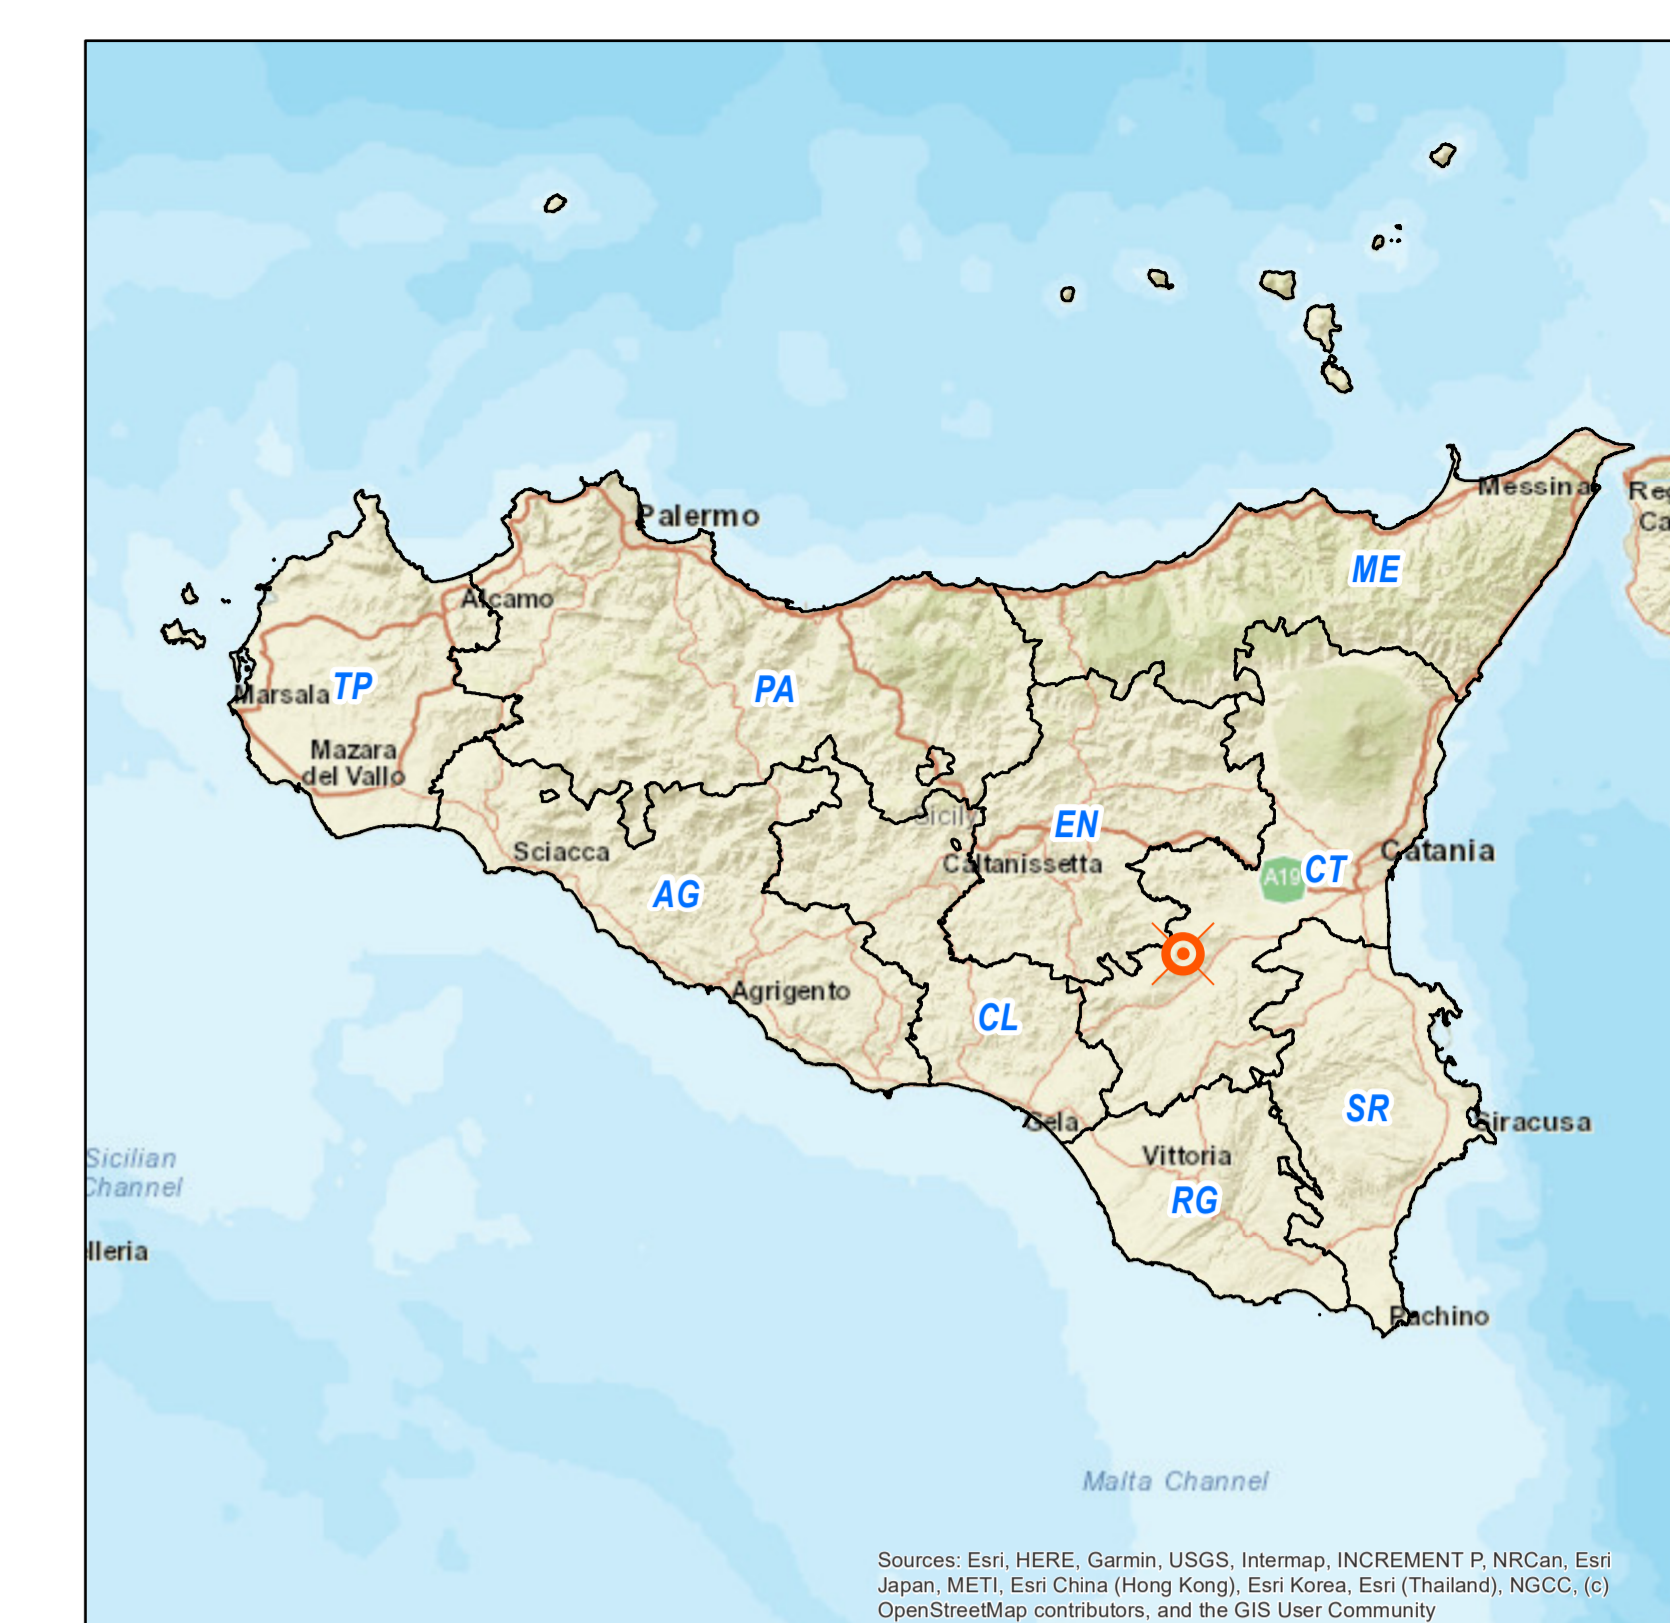 Palermo
Messina
Reg
Ca
ME
Alcamo
TP
PA
Marsala
Mazara
del Vallo
Sicily
EN
Sciacca
Caltanissetta
Catania
A19
CT
AG
Agrigento
CL
SR
Gela
Siracusa
Vittoria
Sicilian
Channel
RG
lleria
Pachino
Malta Channel
Sources: Esri, HERE, Garmin, USGS, Intermap, INCREMENT P, NRCan, Esri
Japan, METI, Esri China (Hong Kong), Esri Korea, Esri (Thailand), NGCC, (c)
OpenStreetMap contributors, and the GIS User Community